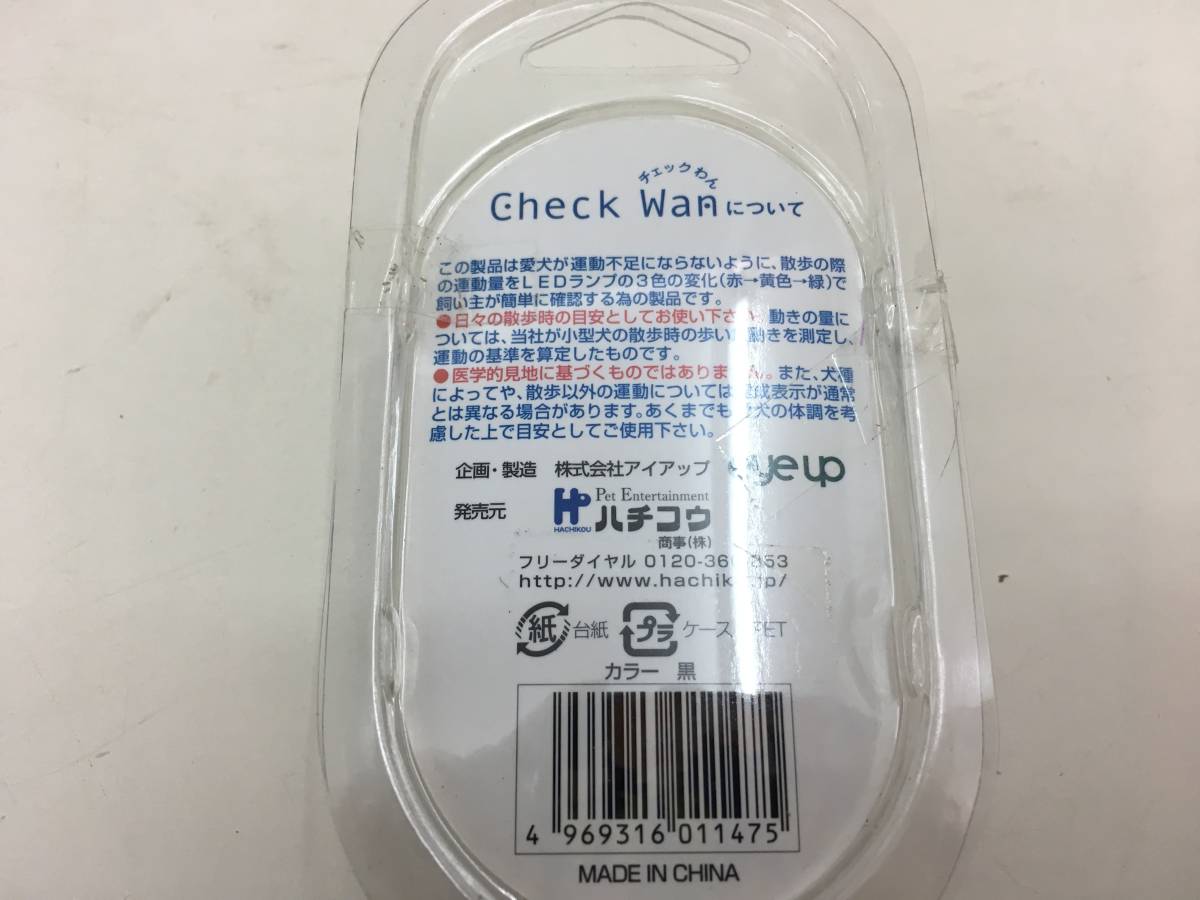 チェックわん
Check Wanについて
この製品は愛犬が運動不足にならないように、散歩の際
の運動量をLEDランプの3色の変化(赤→黄色→緑)で
飼い主が簡単に確認する為の製品です。
●日々の散歩時の目安としてお使い下さい。動きの量に
ついては、当社が小型犬の散歩時の歩いた動きを測定し、
運動の基準を算定したものです。
●医学的見地に基づくものではありません。また、犬種
によってや、散歩以外の運動については 成表示が通常
とは異なる場合があります。あくまでも 犬の体調を考
慮した上で目安としてご使用下さい。
企画・製造 株式会社アイアップ eye up
Pet Entertainment
発売元 HACHIKOU ハチコウ
商事(株)
フリーダイヤル
紙 台紙 プラ ケース PET
カラー 黒
4 969316 011475
MADE IN CHINA